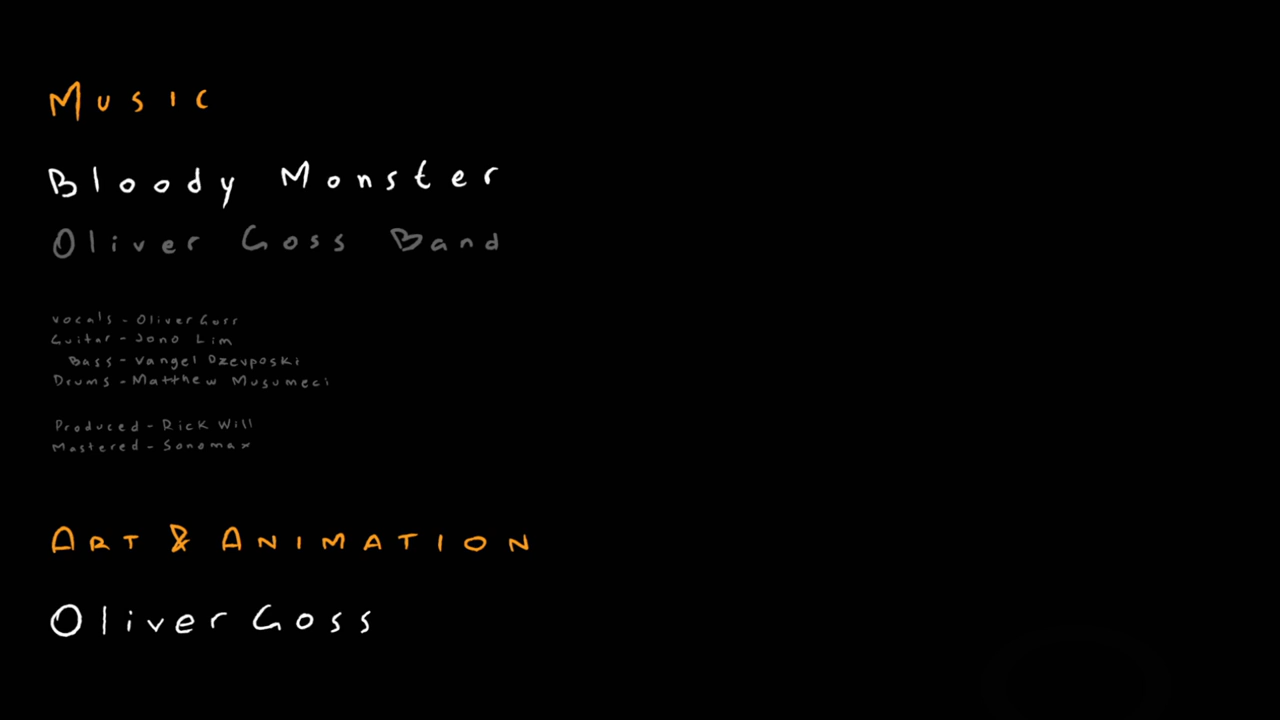 Music
Bloody Monster
Oliver Goss Band
Vocals - Oliver Goss
Guitar - Jono Lim
Bass - Vangel Dzevposki
Drums - Matthew Musumeci
Produced - Rick Will
Mastered - Sonomax
ART & ANIMATION
Oliver Goss